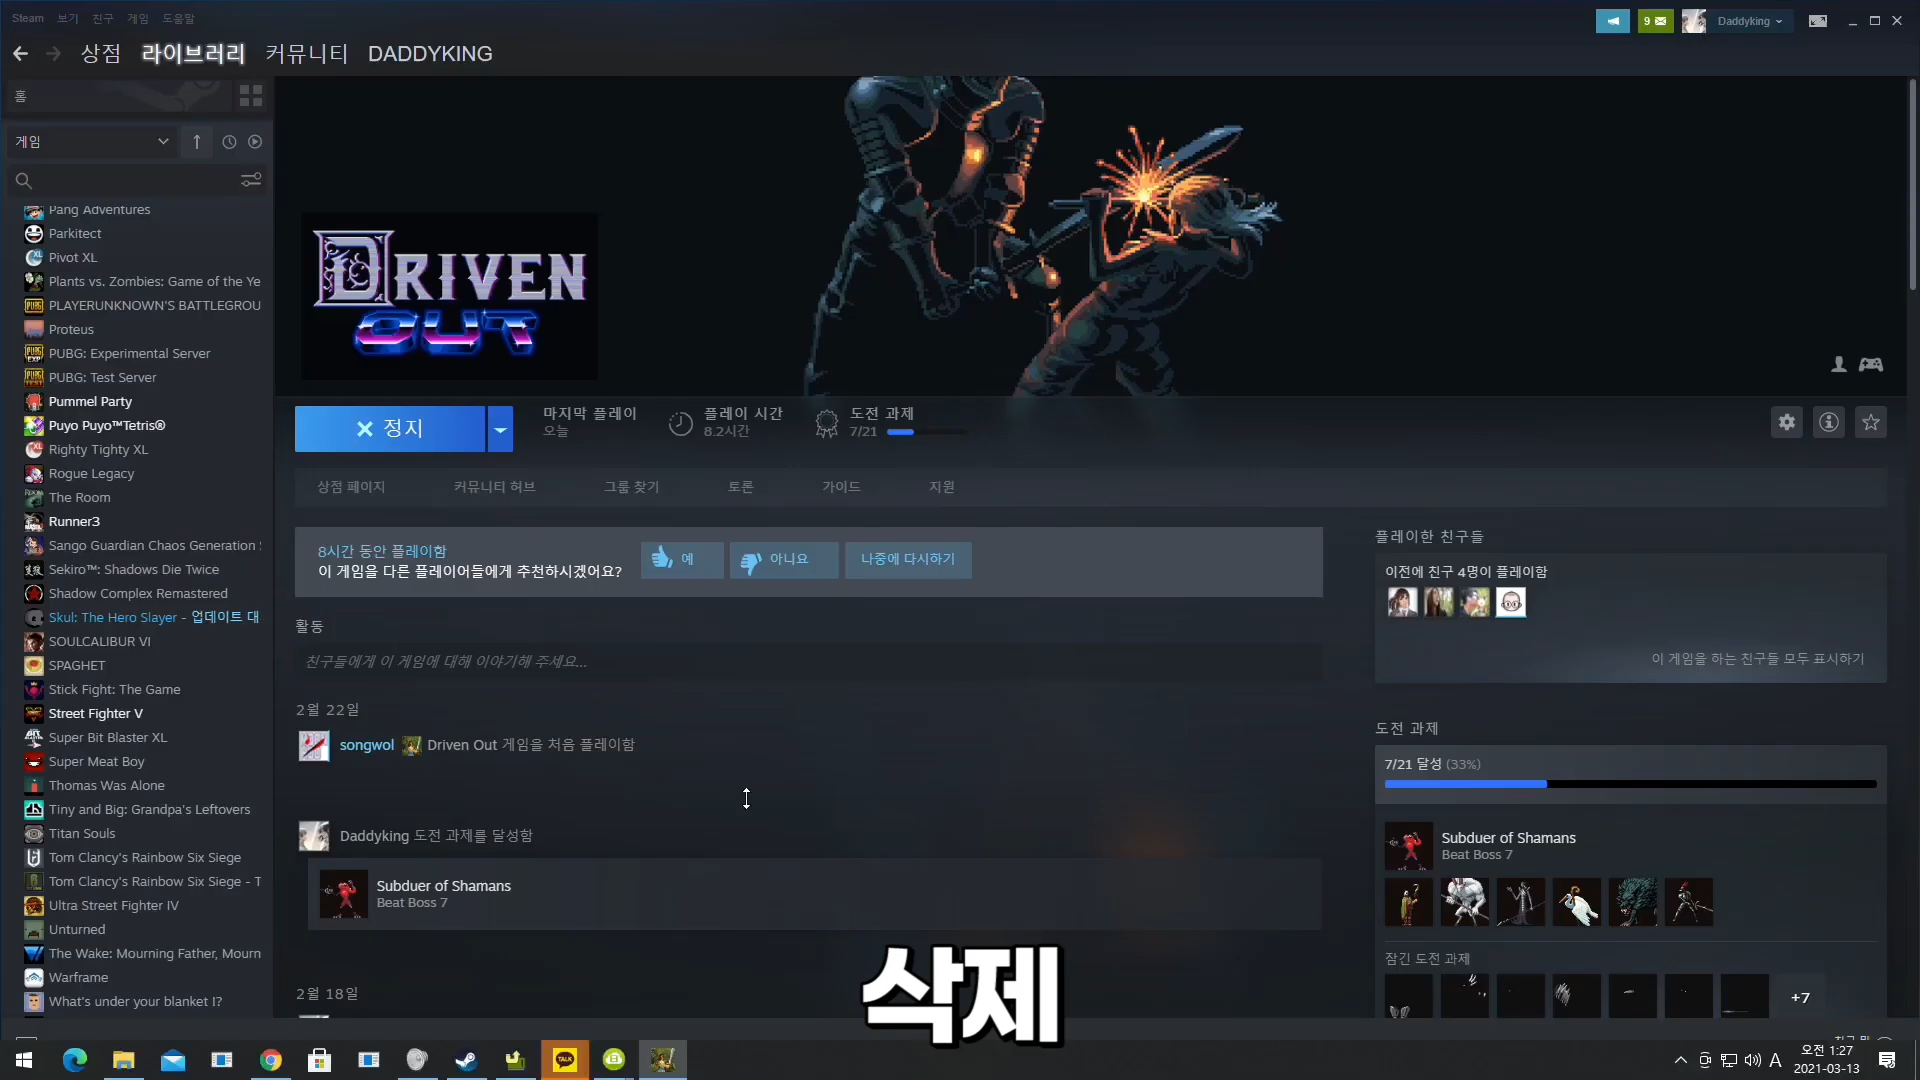 Steam 보기 친구 게임 도움말
9
Daddyking
상점 라이브러리 커뮤니티 DADDYKING
홈
게임
Pang Adventures
Parkitect
Pivot XL
Plants vs. Zombies: Game of the Ye
PLAYERUNKNOWN'S BATTLEGROU
Proteus
PUBG: Experimental Server
PUBG: Test Server
Pummel Party
Puyo Puyo™Tetris®
Righty Tighty XL
Rogue Legacy
The Room
Runner3
Sango Guardian Chaos Generation
Sekiro™: Shadows Die Twice
Shadow Complex Remastered
Skul: The Hero Slayer - 업데이트 대
SOULCALIBUR VI
SPAGHET
Stick Fight: The Game
Street Fighter V
Super Bit Blaster XL
Super Meat Boy
Thomas Was Alone
Tiny and Big: Grandpa's Leftovers
Titan Souls
Tom Clancy's Rainbow Six Siege
Tom Clancy's Rainbow Six Siege - T
Ultra Street Fighter IV
Unturned
The Wake: Mourning Father, Mourn
Warframe
What's under your blanket !?
DRIVEN
OUT
정지
마지막 플레이
오늘
플레이 시간
8.2시간
도전 과제
7/21
상점 페이지 커뮤니티 허브 그룹 찾기 토론 가이드 지원
8시간 동안 플레이함
이 게임을 다른 플레이어들에게 추천하시겠어요?
예
아니요
나중에 다시하기
활동
친구들에게 이 게임에 대해 이야기해 주세요...
2월 22일
songwol Driven Out 게임을 처음 플레이함
Daddyking 도전 과제를 달성함
Subduer of Shamans
Beat Boss 7
2월 18일
플레이한 친구들
이전에 친구 4명이 플레이함
이 게임을 하는 친구들 모두 표시하기
도전 과제
7/21 달성 (33%)
Subduer of Shamans
Beat Boss 7
잠긴 도전 과제
+7
삭제
TALK
A
오전 1:27
2021-03-13